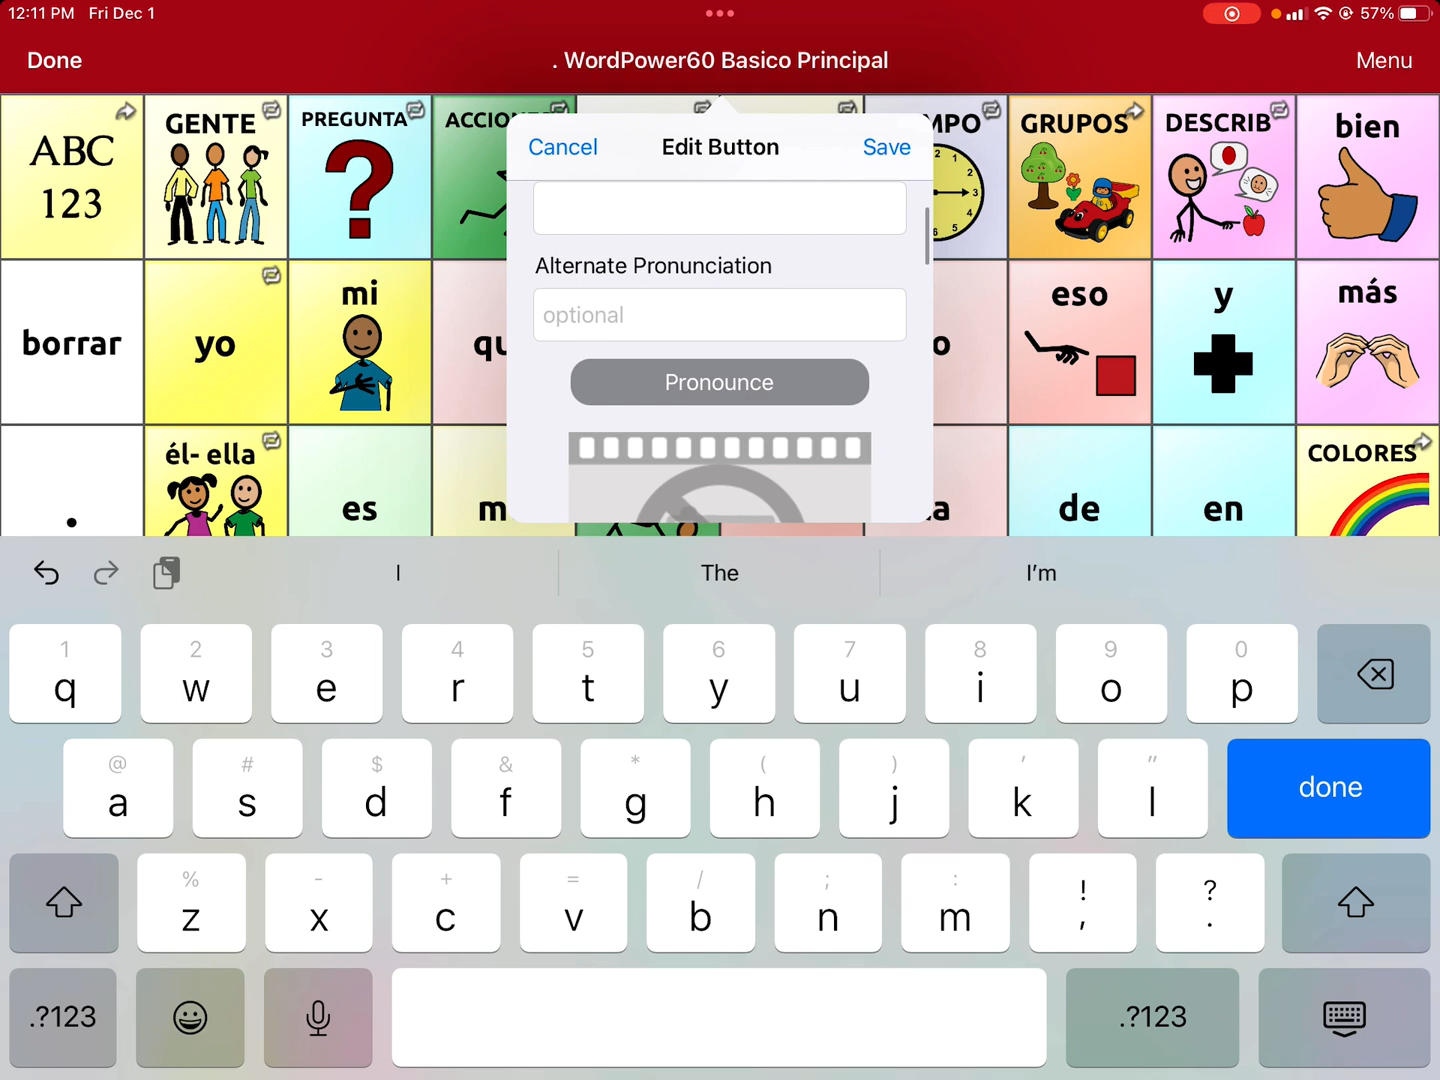 12:11 PM Fri Dec 1
57%
Done
. WordPower60 Basico Principal
Menu
ABC
123
GENTE
PREGUNTA
GRUPOS
DESCRIB
bien
Cancel
Edit Button
Save
Alternate Pronunciation
optional
Pronounce
borrar
yo
mi
eso
y
más
.
él- ella
es
de
en
COLORES
I
The
I'm
1 2 3 4 5 6 7 8 9 0
q w e r t y u i o p
@ # $ & * ( ) ' "
a s d f g h j k l
done
% - + = / ; : ! ?
z x c v b n m , .
.?123
.?123